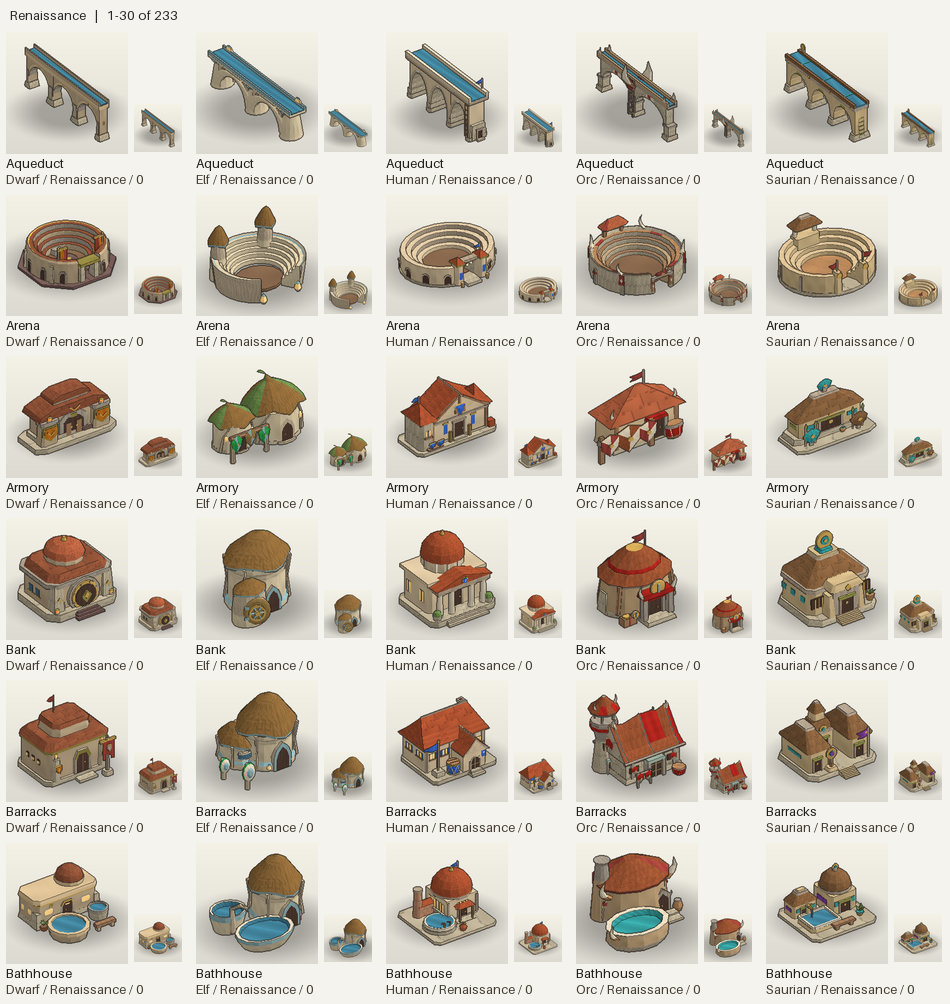 Renaissance | 1-30 of 233
Aqueduct Aqueduct Aqueduct Aqueduct Aqueduct
Dwarf / Renaissance / 0 Elf / Renaissance / 0 Human / Renaissance / 0 Orc / Renaissance / 0 Saurian / Renaissance / 0
Arena Arena Arena Arena Arena
Dwarf / Renaissance / 0 Elf / Renaissance / 0 Human / Renaissance / 0 Orc / Renaissance / 0 Saurian / Renaissance / 0
Armory Armory Armory Armory Armory
Dwarf / Renaissance / 0 Elf / Renaissance / 0 Human / Renaissance / 0 Orc / Renaissance / 0 Saurian / Renaissance / 0
Bank Bank Bank Bank Bank
Dwarf / Renaissance / 0 Elf / Renaissance / 0 Human / Renaissance / 0 Orc / Renaissance / 0 Saurian / Renaissance / 0
Barracks Barracks Barracks Barracks Barracks
Dwarf / Renaissance / 0 Elf / Renaissance / 0 Human / Renaissance / 0 Orc / Renaissance / 0 Saurian / Renaissance / 0
Bathhouse Bathhouse Bathhouse Bathhouse Bathhouse
Dwarf / Renaissance / 0 Elf / Renaissance / 0 Human / Renaissance / 0 Orc / Renaissance / 0 Saurian / Renaissance / 0